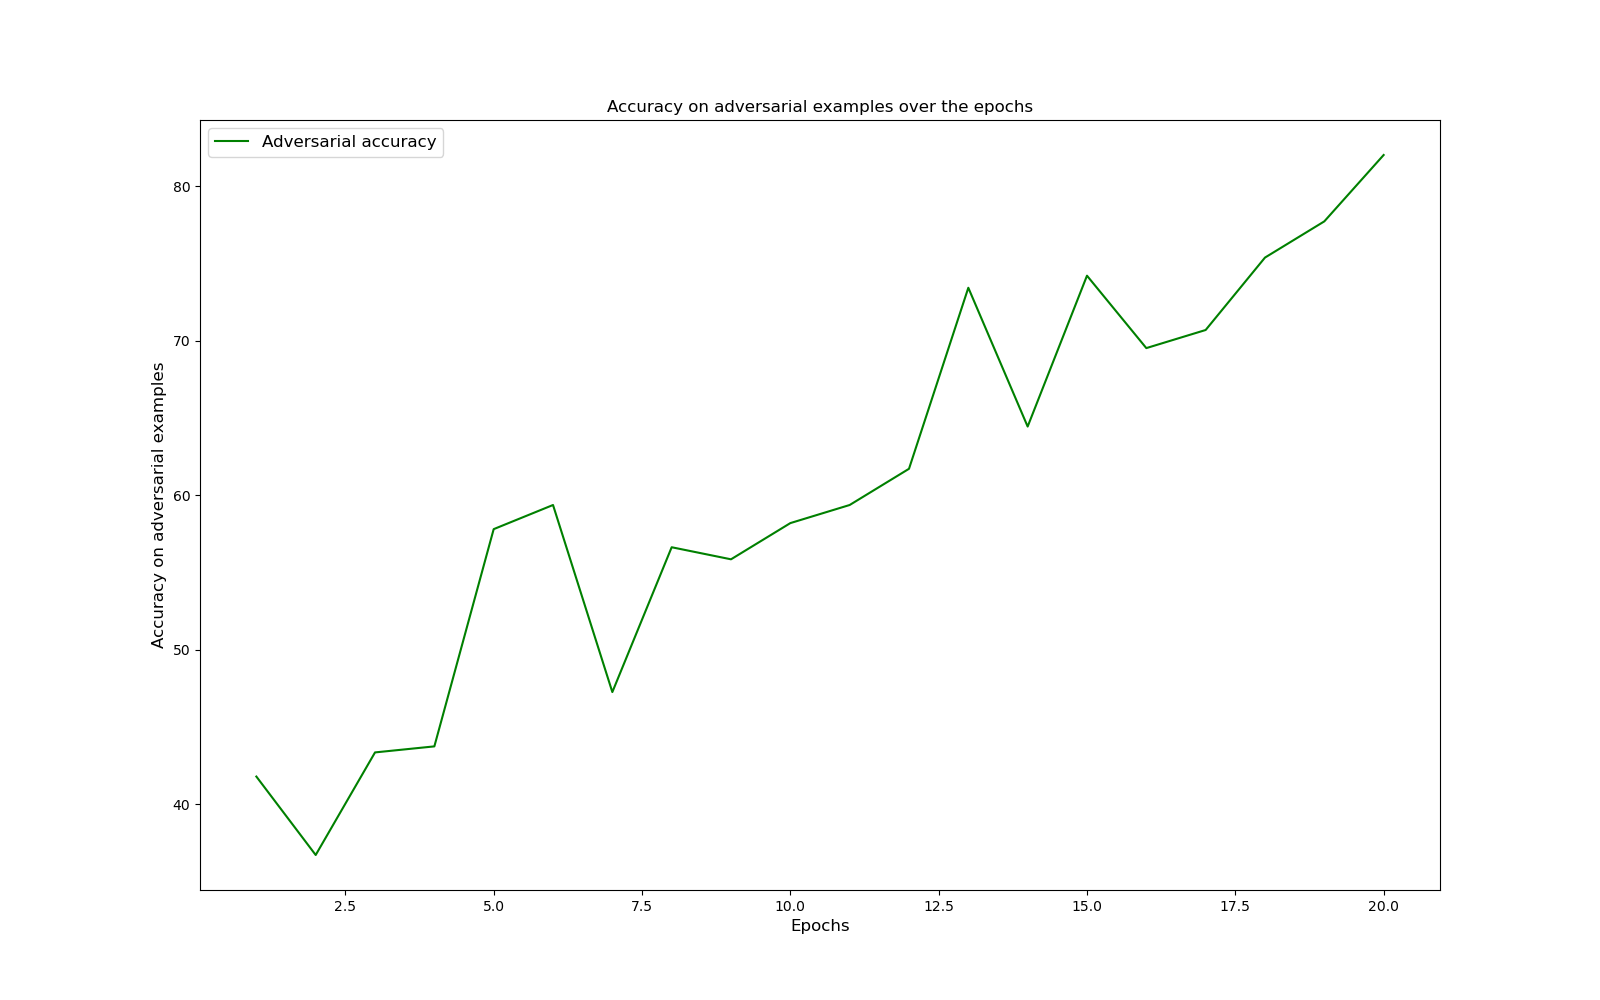 Accuracy on adversarial examples over the epochs
Adversarial accuracy
Accuracy on adversarial examples
80
70
60
50
40
2.5 5.0 7.5 10.0 12.5 15.0 17.5 20.0
Epochs